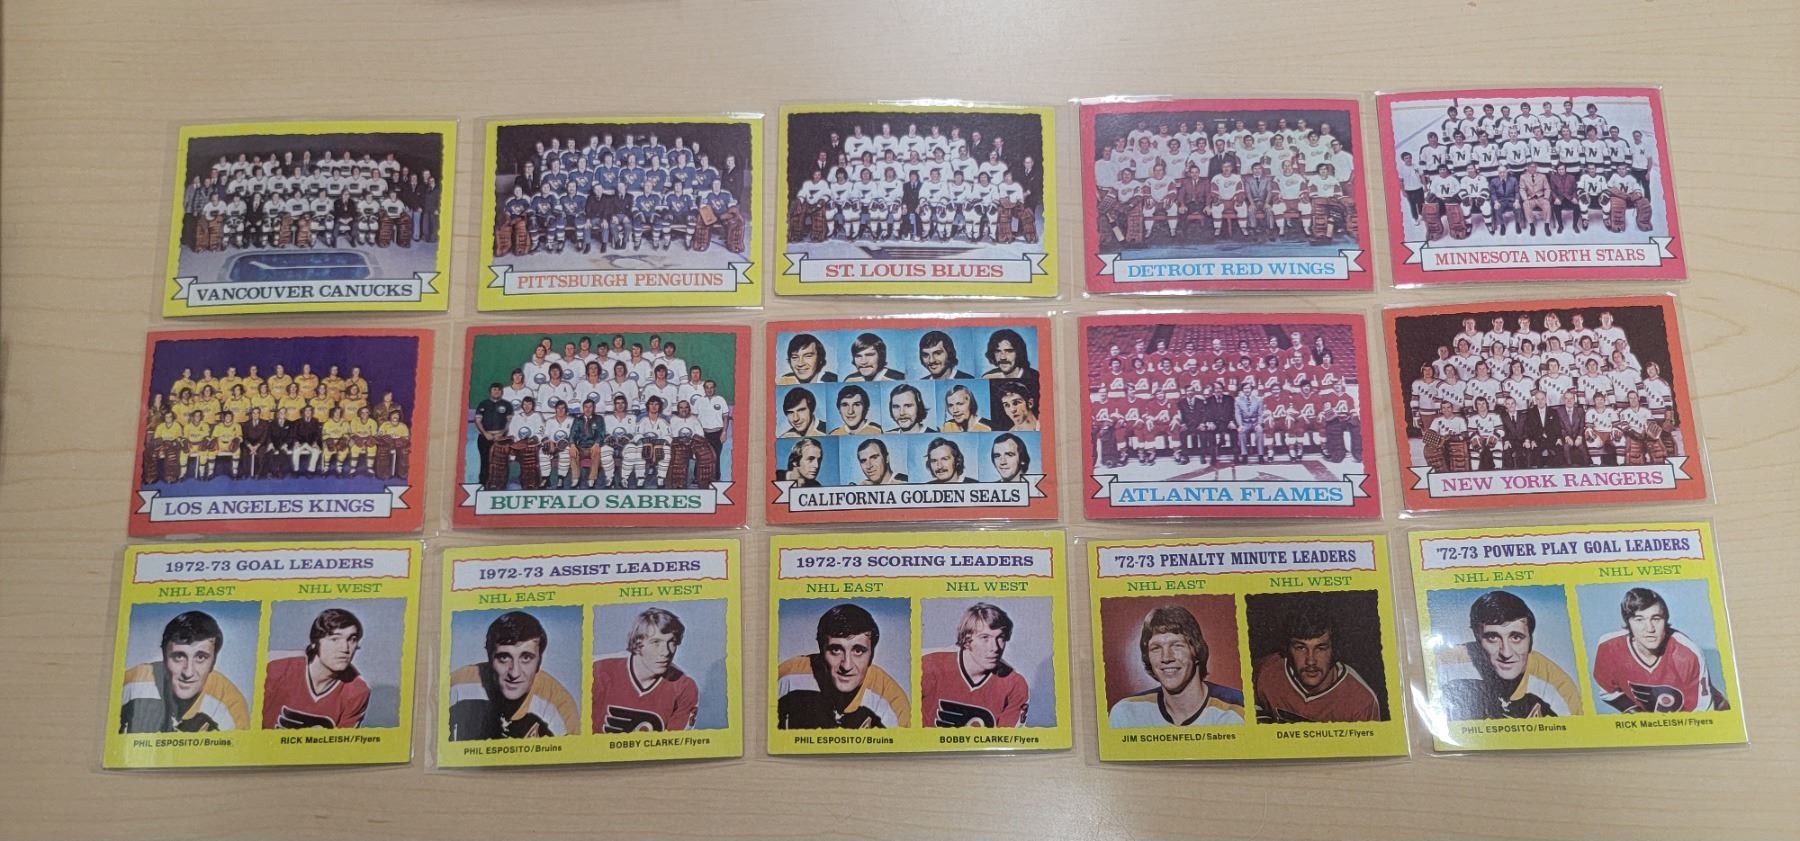 VANCOUVER CANUCKS
PITTSBURGH PENGUINS
ST. LOUIS BLUES
DETROIT RED WINGS
MINNESOTA NORTH STARS
LOS ANGELES KINGS
BUFFALO SABRES
CALIFORNIA GOLDEN SEALS
ATLANTA FLAMES
NEW YORK RANGERS
1972-73 GOAL LEADERS
NHL EAST NHL WEST
PHIL ESPOSITO/Bruins RICK MacLEISH/Flyers
1972-73 ASSIST LEADERS
NHL EAST NHL WEST
PHIL ESPOSITO/Bruins BOBBY CLARKE/Flyers
1972-73 SCORING LEADERS
NHL EAST NHL WEST
PHIL ESPOSITO/Bruins BOBBY CLARKE/Flyers
'72-73 PENALTY MINUTE LEADERS
NHL EAST NHL WEST
JIM SCHOENFELD/Sabres DAVE SCHULTZ/Flyers
'72-73 POWER PLAY GOAL LEADERS
NHL EAST NHL WEST
PHIL ESPOSITO/Bruins RICK MacLEISH/Flyers